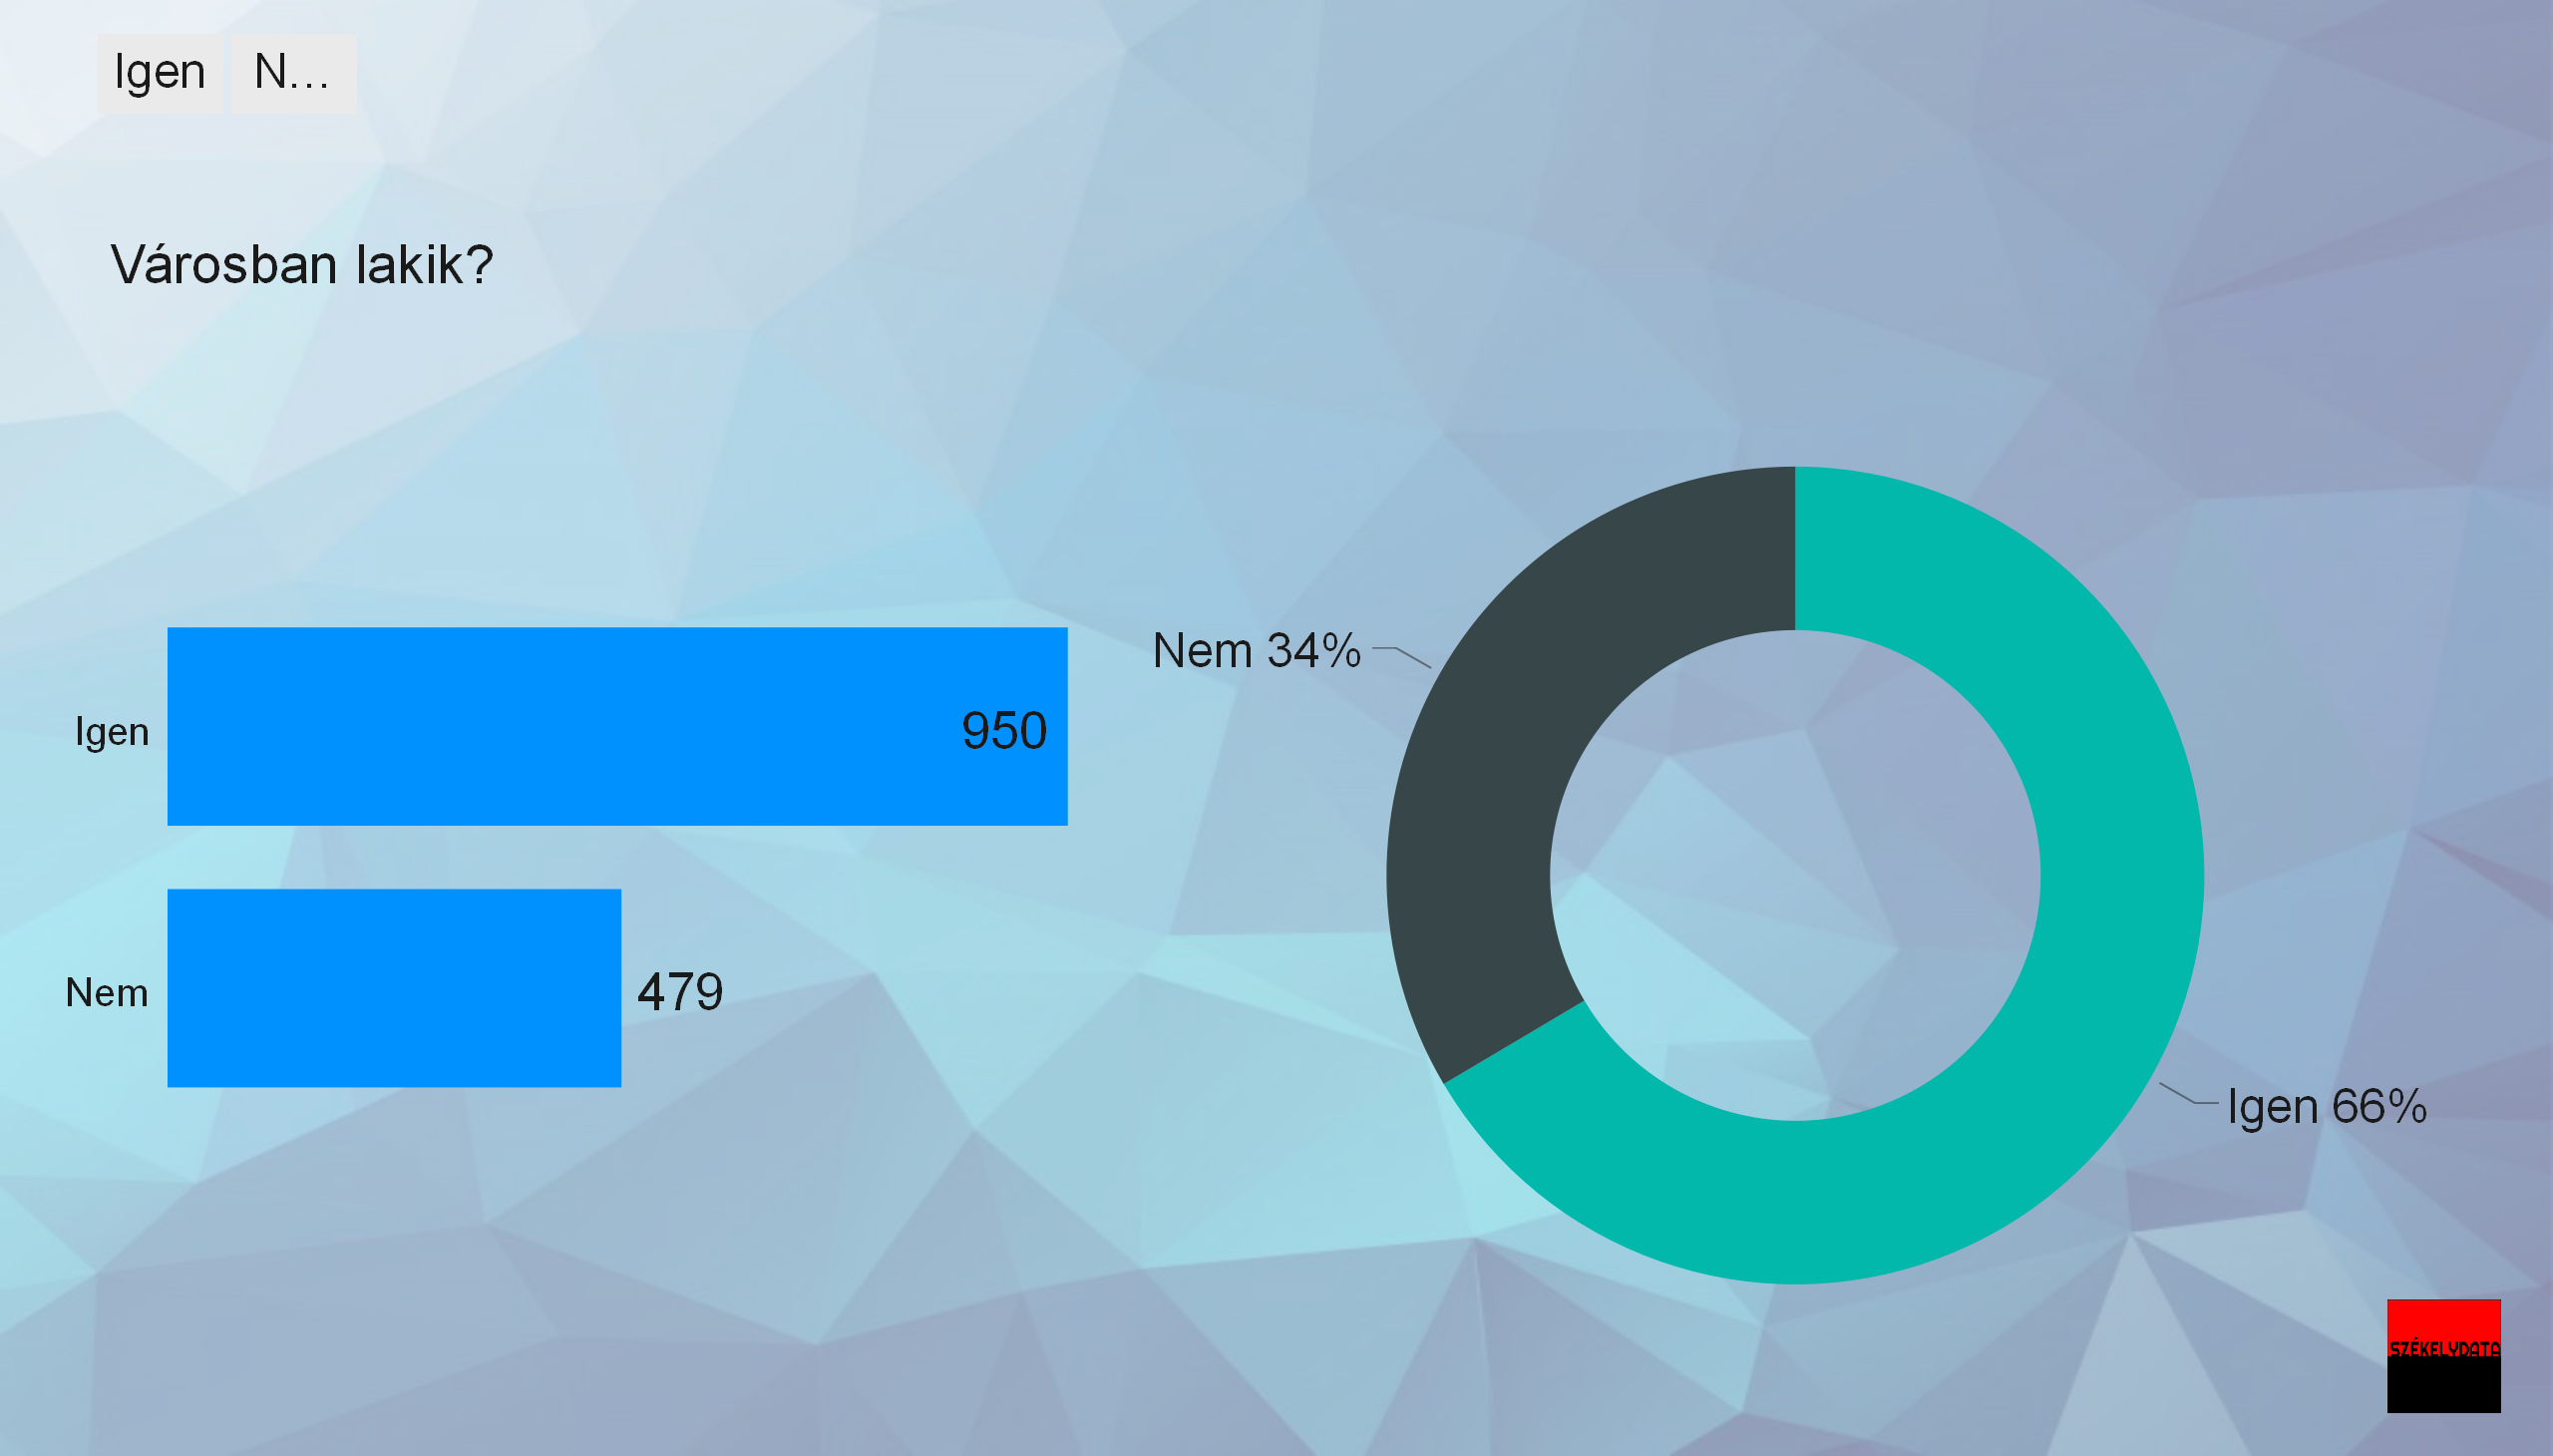 Igen N...
Városban lakik?
Igen 950
Nem 479
Nem 34%
Igen 66%
SZÉKELYDATA